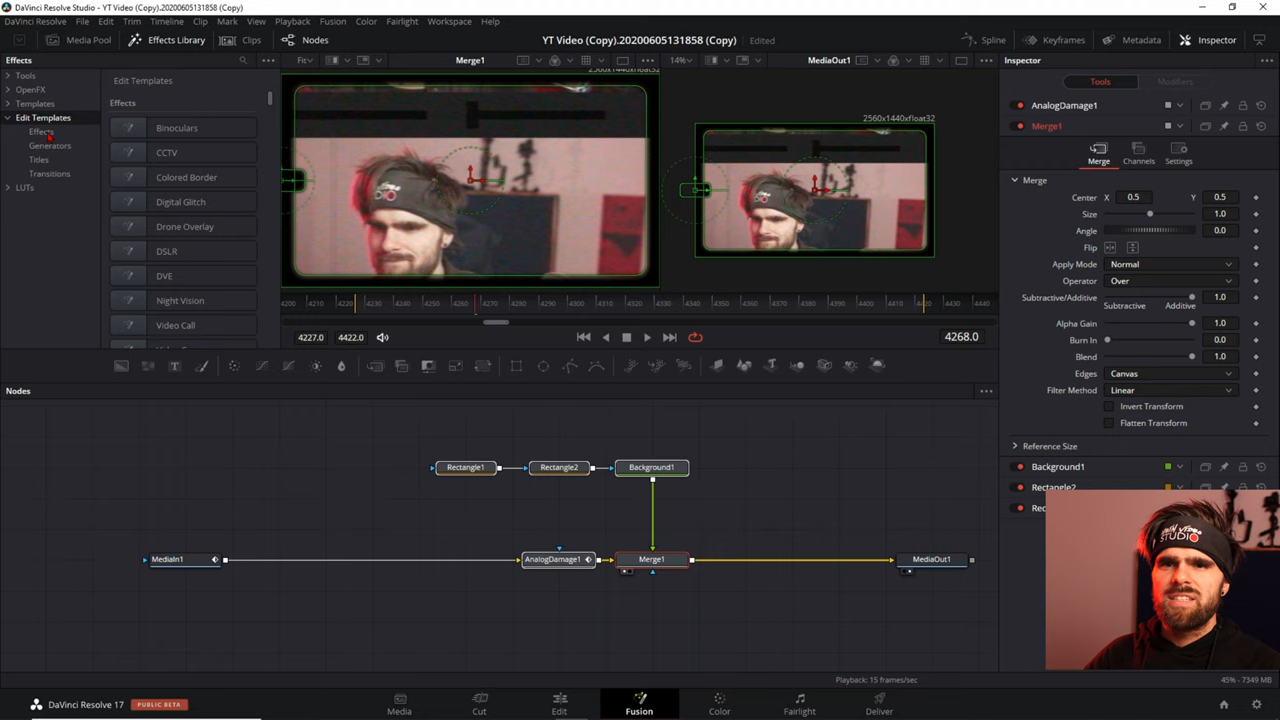 DaVinci Resolve Studio - YT Video (Copy).20200605131858 (Copy)
DaVinci Resolve File Edit Trim Timeline Clip Mark View Playback Fusion Color Fairlight Workspace Help
Media Pool Effects Library Clips Nodes YT Video (Copy).20200605131858 (Copy) Edited Spline Keyframes Metadata Inspector
Effects Fit Merge1 14% MediaOut1 Inspector
Tools
OpenFX
Templates
Edit Templates
Effects
Generators
Titles
Transitions
LUTs
Edit Templates
Effects
Binoculars
CCTV
Colored Border
Digital Glitch
Drone Overlay
DSLR
DVE
Night Vision
Video Call
2560x1440xfloat32
2560x1440xfloat32
4200 4210 4220 4230 4240 4250 4260 4270 4280 4290 4300 4310 4320 4330 4340 4350 4360 4370 4380 4390 4400 4410 4420 4430 4440
4227.0 4422.0 4268.0
Tools Modifiers
AnalogDamage1
Merge1
Merge Channels Settings
Merge
Center X 0.5 Y 0.5
Size 1.0
Angle 0.0
Flip
Apply Mode Normal
Operator Over
Subtractive/Additive 1.0
Subtractive Additive
Alpha Gain 1.0
Burn In 0.0
Blend 1.0
Edges Canvas
Filter Method Linear
Invert Transform
Flatten Transform
Reference Size
Background1
Rectangle2
Nodes
Rectangle1 Rectangle2 Background1
MediaIn1 AnalogDamage1 Merge1 MediaOut1
STUDIO
Playback: 15 frames/sec 45% - 7349 MB
DaVinci Resolve 17 PUBLIC BETA Media Cut Edit Fusion Color Fairlight Deliver